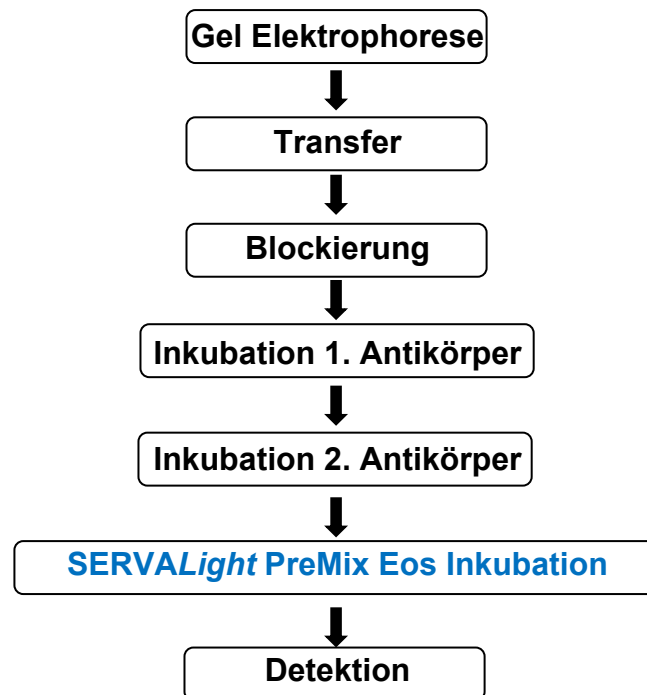 Gel Elektrophorese
Transfer
Blockierung
Inkubation 1. Antikörper
Inkubation 2. Antikörper
SERVALight PreMix Eos Inkubation
Detektion